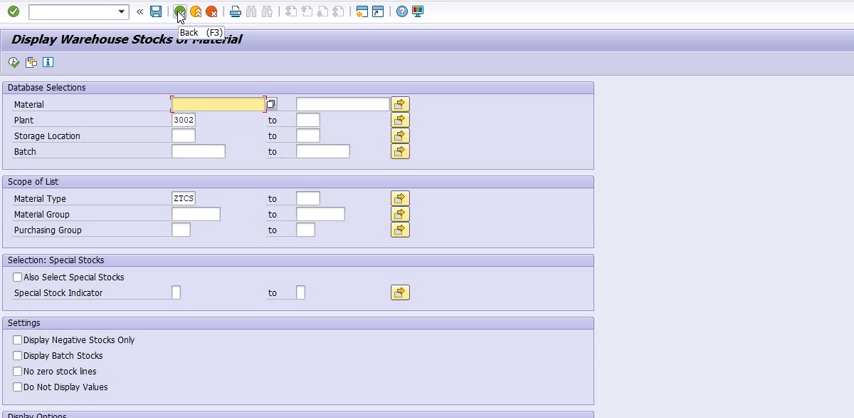 «
Back (F3)
Display Warehouse Stocks of Material
Database Selections
Material
Plant 3002 to
Storage Location to
Batch to
Scope of List
Material Type ZTCS to
Material Group to
Purchasing Group to
Selection: Special Stocks
Also Select Special Stocks
Special Stock Indicator to
Settings
Display Negative Stocks Only
Display Batch Stocks
No zero stock lines
Do Not Display Values
Display Options